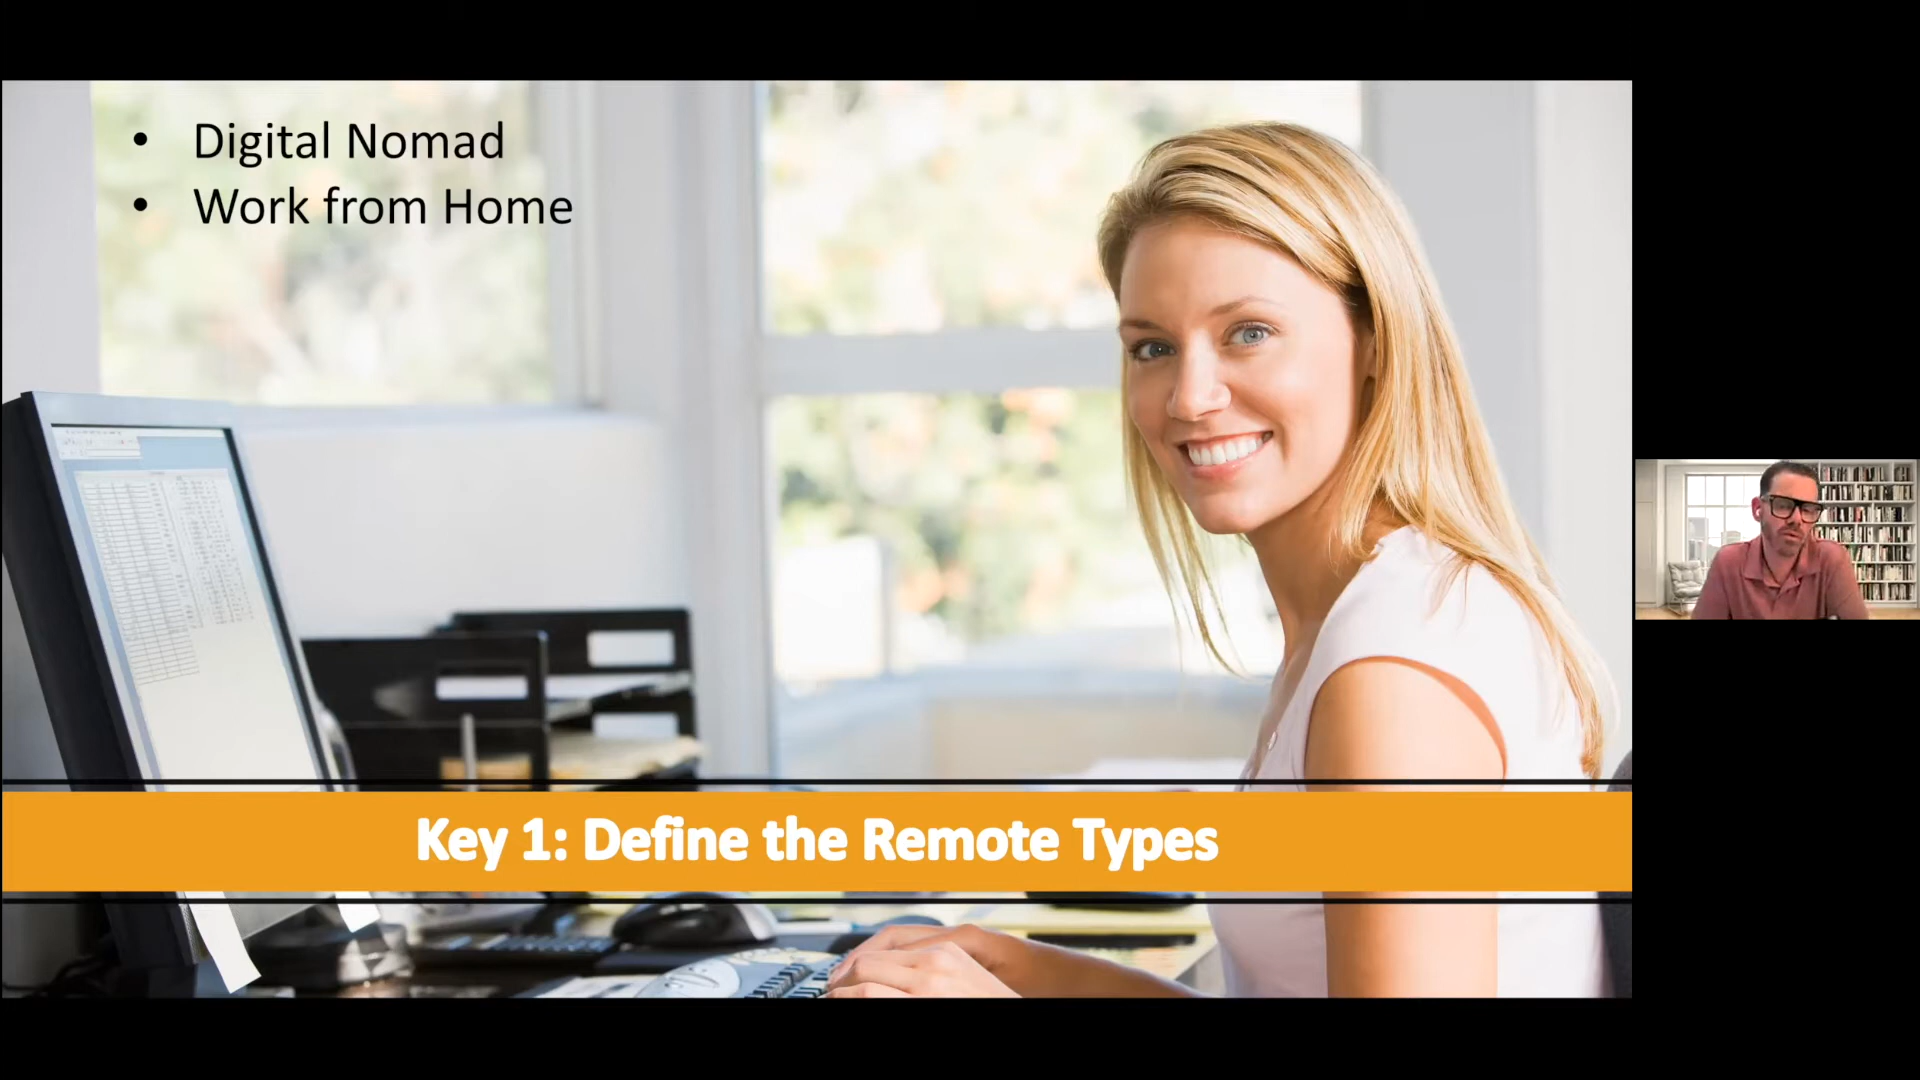 • Digital Nomad
• Work from Home
Key 1: Define the Remote Types